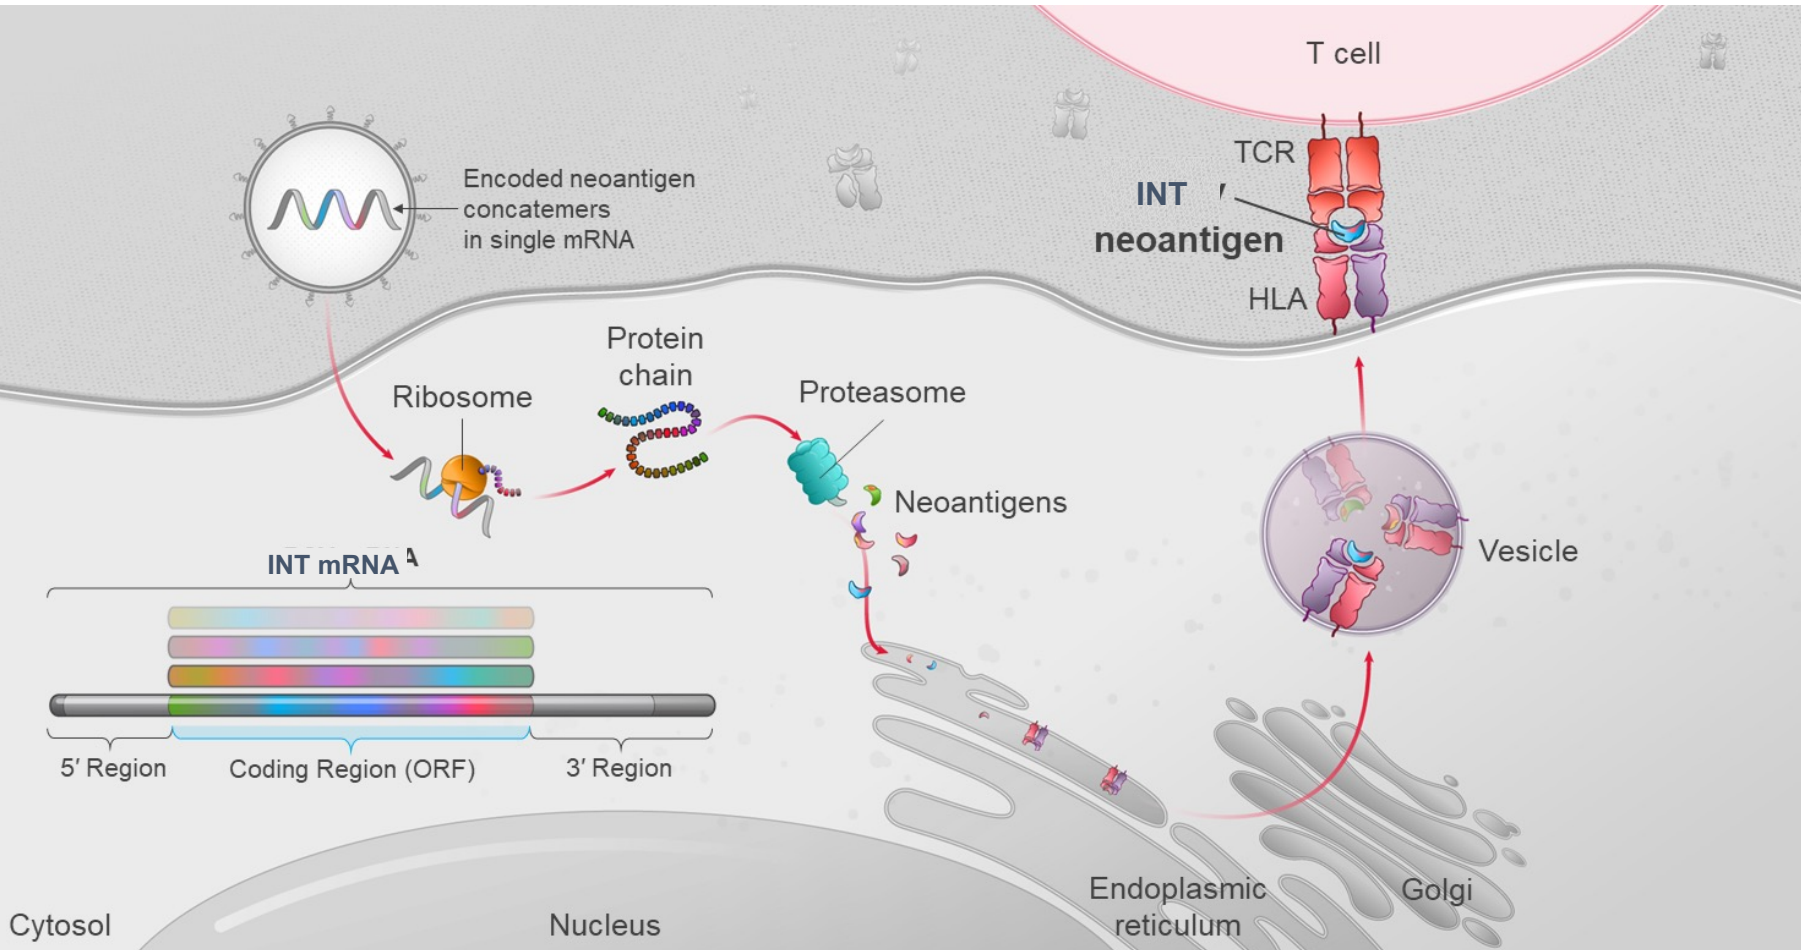 T cell
TCR
INT
neoantigen
HLA
Encoded neoantigen
concatemers
in single mRNA
Protein
chain
Ribosome
Proteasome
Neoantigens
Vesicle
INT mRNA
5′ Region
Coding Region (ORF)
3′ Region
Endoplasmic
reticulum
Golgi
Cytosol
Nucleus